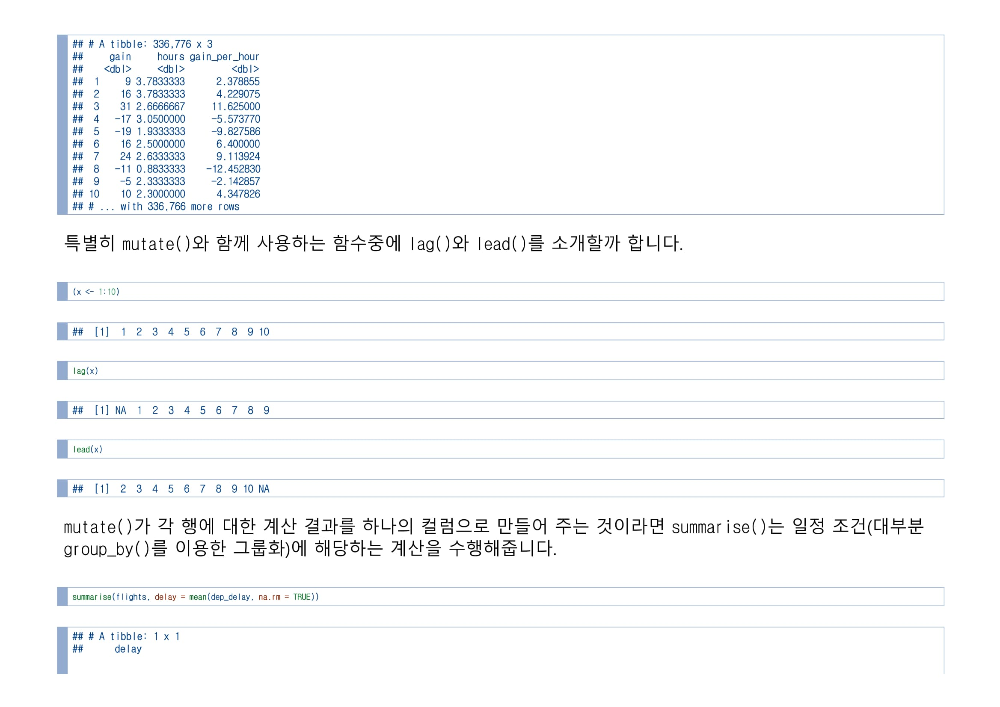 ## # A tibble: 336,776 x 3
##     gain     hours gain_per_hour
##    <dbl>     <dbl>         <dbl>
##  1     9 3.7833333      2.378855
##  2    16 3.7833333      4.229075
##  3    31 2.6666667     11.625000
##  4   -17 3.0500000     -5.573770
##  5   -19 1.9333333     -9.827586
##  6    16 2.5000000      6.400000
##  7    24 2.6333333      9.113924
##  8   -11 0.8833333    -12.452830
##  9    -5 2.3333333     -2.142857
## 10    10 2.3000000      4.347826
## # ... with 336,766 more rows
특별히 mutate()와 함께 사용하는 함수중에 lag()와 lead()를 소개할까 합니다.
(x <- 1:10)
##  [1]  1  2  3  4  5  6  7  8  9 10
lag(x)
##  [1] NA  1  2  3  4  5  6  7  8  9
lead(x)
##  [1]  2  3  4  5  6  7  8  9 10 NA
mutate()가 각 행에 대한 계산 결과를 하나의 컬럼으로 만들어 주는 것이라면 summarise()는 일정 조건(대부분
group_by()를 이용한 그룹화)에 해당하는 계산을 수행해줍니다.
summarise(flights, delay = mean(dep_delay, na.rm = TRUE))
## # A tibble: 1 x 1
##      delay